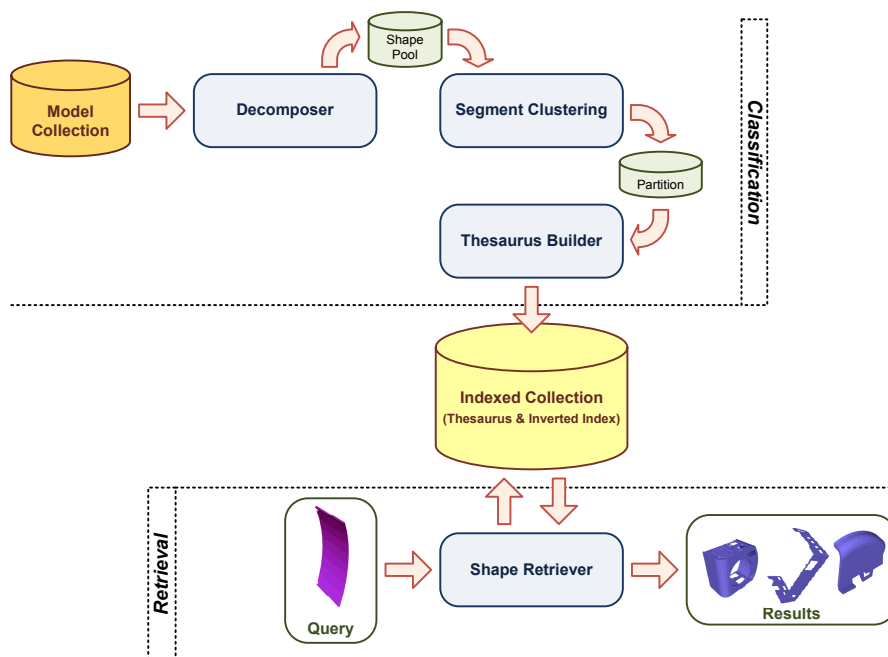 Shape
Pool
Model
Collection
Decomposer
Segment Clustering
Classification
Partition
Thesaurus Builder
Indexed Collection
(Thesaurus & Inverted Index)
Retrieval
Query
Shape Retriever
Results